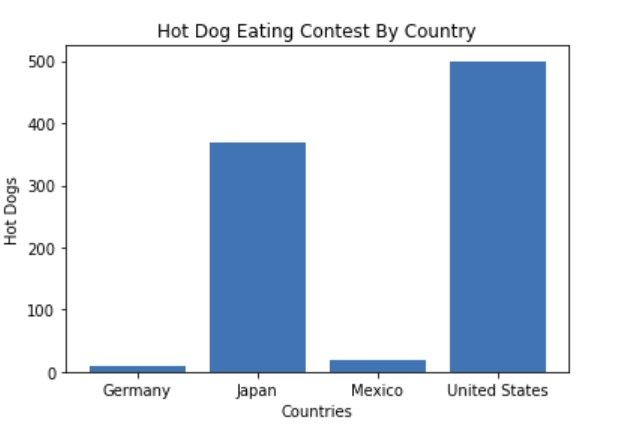 Hot Dog Eating Contest By Country
500
400
300
200
100
0
Hot Dogs
Germany Japan Mexico United States
Countries